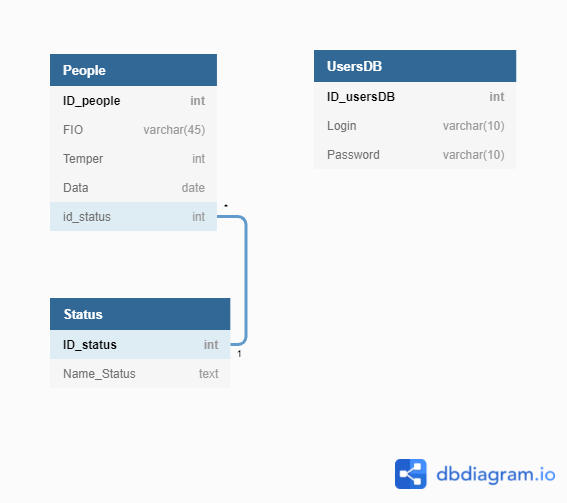 People
ID_people int
FIO varchar(45)
Temper int
Data date
id_status int
*
UsersDB
ID_usersDB int
Login varchar(10)
Password varchar(10)
Status
ID_status int
1
Name_Status text
dbdiagram.io